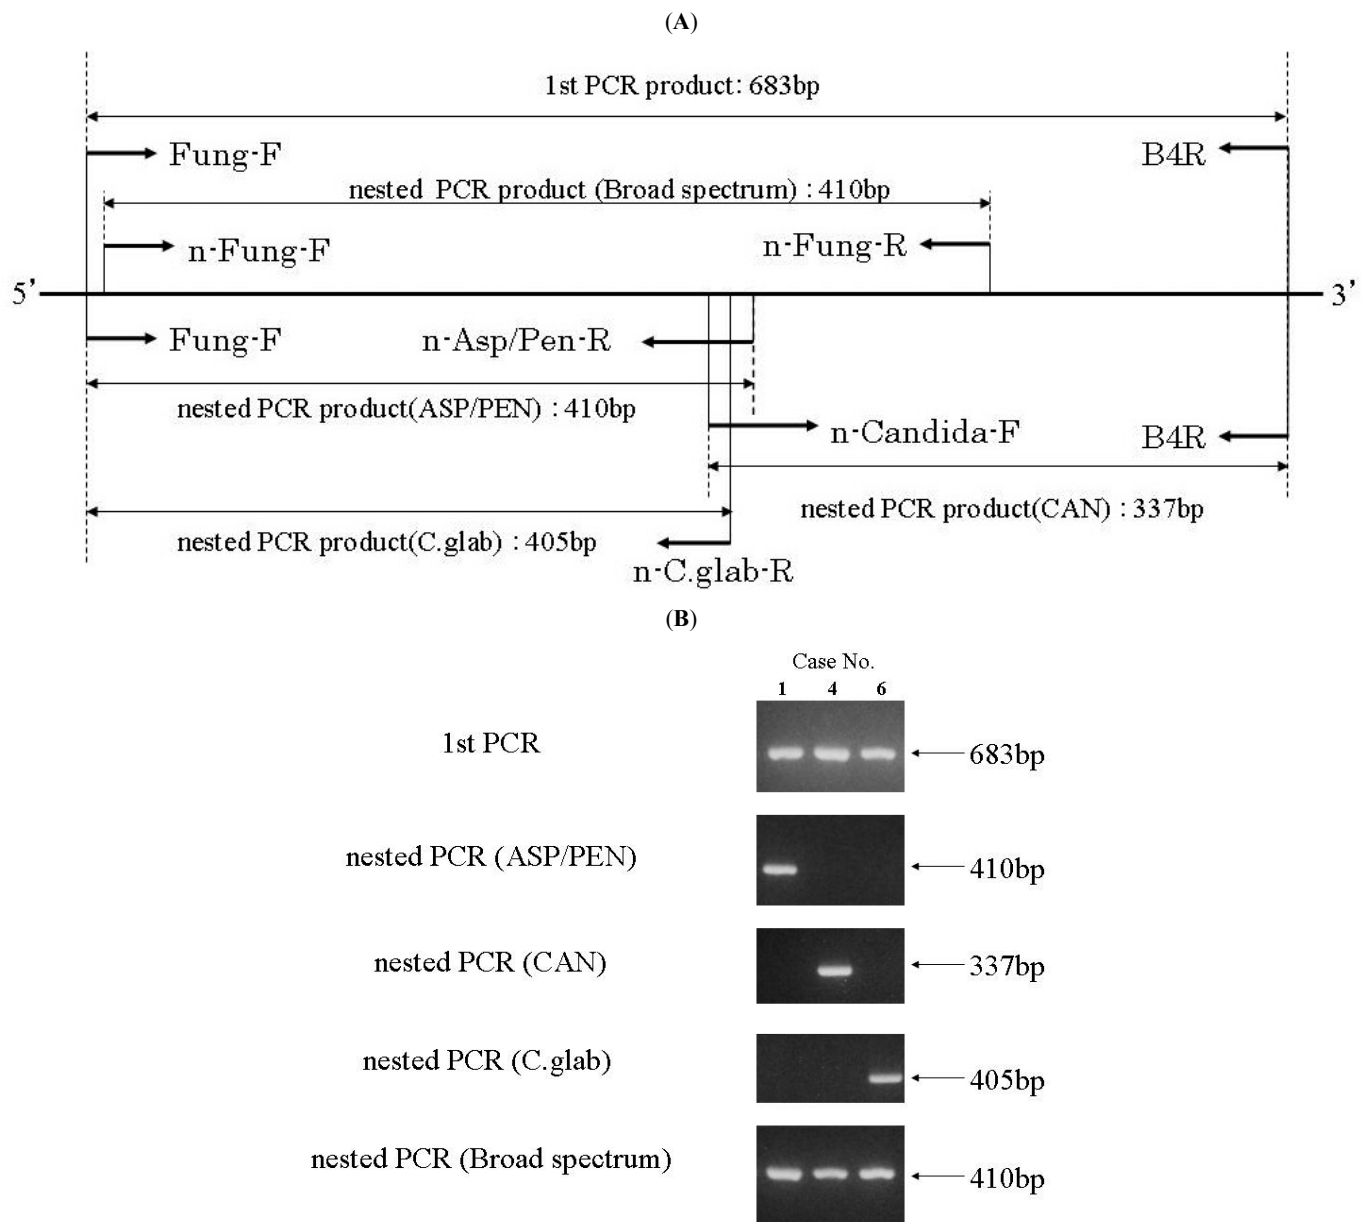 (A)
1st PCR product: 683bp
Fung-F
B4R
nested PCR product (Broad spectrum) : 410bp
n-Fung-F
n-Fung-R
5’
3’
Fung-F
n-Asp/Pen-R
nested PCR product(ASP/PEN) : 410bp
n-Candida-F
B4R
nested PCR product(CAN) : 337bp
nested PCR product(C.glab) : 405bp
n-C.glab-R
(B)
Case No.
1 4 6
1st PCR
683bp
nested PCR (ASP/PEN)
410bp
nested PCR (CAN)
337bp
nested PCR (C.glab)
405bp
nested PCR (Broad spectrum)
410bp